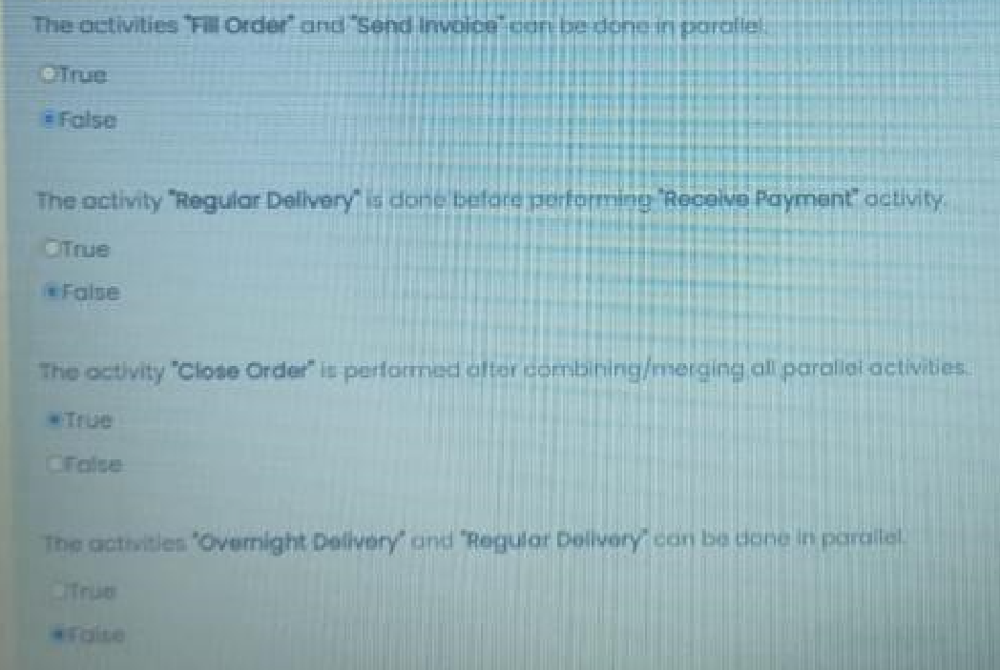 The activities "Fill Order" and "Send Invoice" can be done in parallel.
True
False
The activity "Regular Delivery" is done before performing "Receive Payment" activity.
True
False
The activity "Close Order" is performed after combining/merging all parallel activities.
True
False
The activities "Overnight Delivery" and "Regular Delivery" can be done in parallel.
True
False